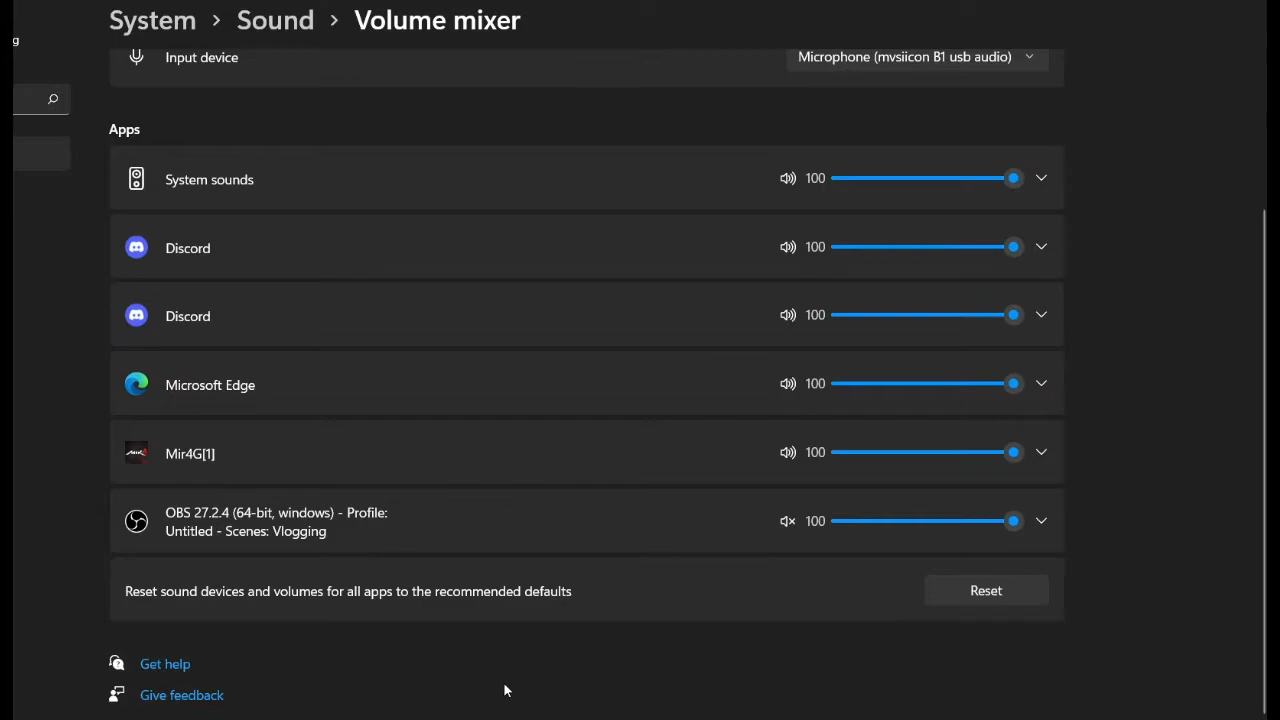 System > Sound > Volume mixer
g
Input device Microphone (mvsiicon B1 usb audio)
Apps
System sounds 100
Discord 100
Discord 100
Microsoft Edge 100
Mir4G[1] 100
OBS 27.2.4 (64-bit, windows) - Profile:
Untitled - Scenes: Vlogging 100
Reset sound devices and volumes for all apps to the recommended defaults Reset
Get help
Give feedback